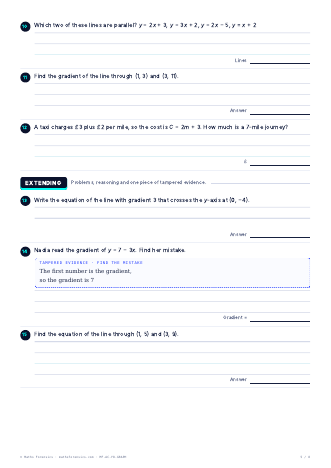 10 Which two of these lines are parallel? y = 2x + 3, y = 3x + 2, y = 2x − 5, y = x + 2
Lines
11 Find the gradient of the line through (1, 3) and (3, 11).
Answer
12 A taxi charges £3 plus £2 per mile, so the cost is C = 2m + 3. How much is a 7-mile journey?
£
EXTENDING Problems, reasoning and one piece of tampered evidence.
13 Write the equation of the line with gradient 3 that crosses the y-axis at (0, −4).
Answer
14 Nadia read the gradient of y = 7 − 3x. Find her mistake.
TAMPERED EVIDENCE · FIND THE MISTAKE
The first number is the gradient,
so the gradient is 7
Gradient =
15 Find the equation of the line through (1, 5) and (3, 9).
Answer